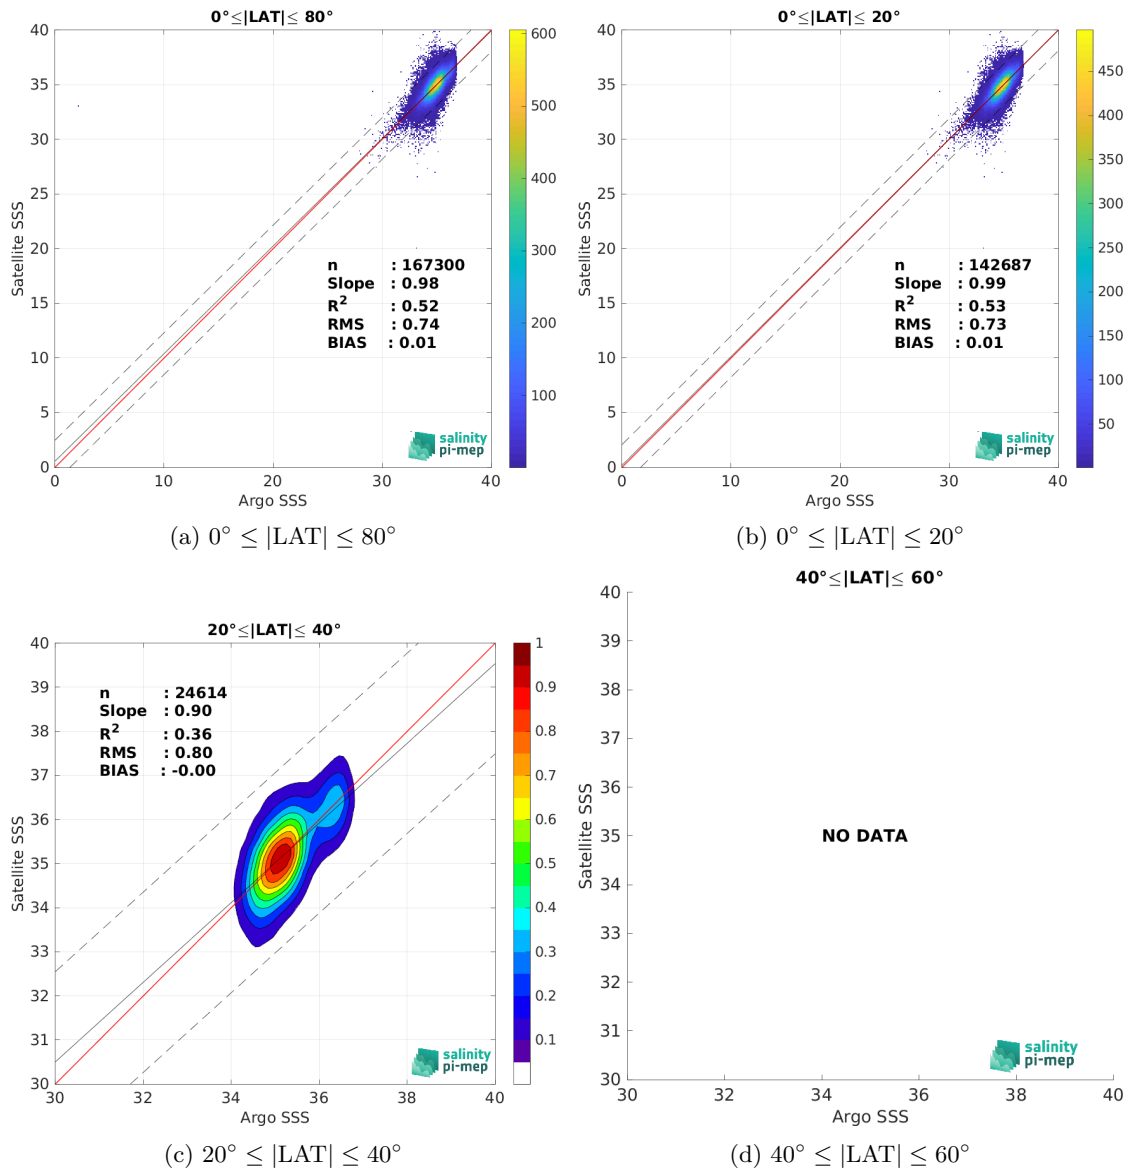 0°≤|LAT|≤ 80°
40
35
30
25
20
15
10
5
0
Satellite SSS
n : 167300
Slope : 0.98
R² : 0.52
RMS : 0.74
BIAS : 0.01
salinity
pi-mep
0 10 20 30 40
Argo SSS
600
500
400
300
200
100
(a) 0° ≤ |LAT| ≤ 80°
0°≤|LAT|≤ 20°
40
35
30
25
20
15
10
5
0
Satellite SSS
n : 142687
Slope : 0.99
R² : 0.53
RMS : 0.73
BIAS : 0.01
salinity
pi-mep
0 10 20 30 40
Argo SSS
450
400
350
300
250
200
150
100
50
(b) 0° ≤ |LAT| ≤ 20°
20°≤|LAT|≤ 40°
40
39
38
37
36
35
34
33
32
31
30
Satellite SSS
n : 24614
Slope : 0.90
R² : 0.36
RMS : 0.80
BIAS : -0.00
salinity
pi-mep
30 32 34 36 38 40
Argo SSS
1
0.9
0.8
0.7
0.6
0.5
0.4
0.3
0.2
0.1
(c) 20° ≤ |LAT| ≤ 40°
40°≤|LAT|≤ 60°
40
39
38
37
36
35
34
33
32
31
30
Satellite SSS
NO DATA
salinity
pi-mep
30 32 34 36 38 40
Argo SSS
(d) 40° ≤ |LAT| ≤ 60°